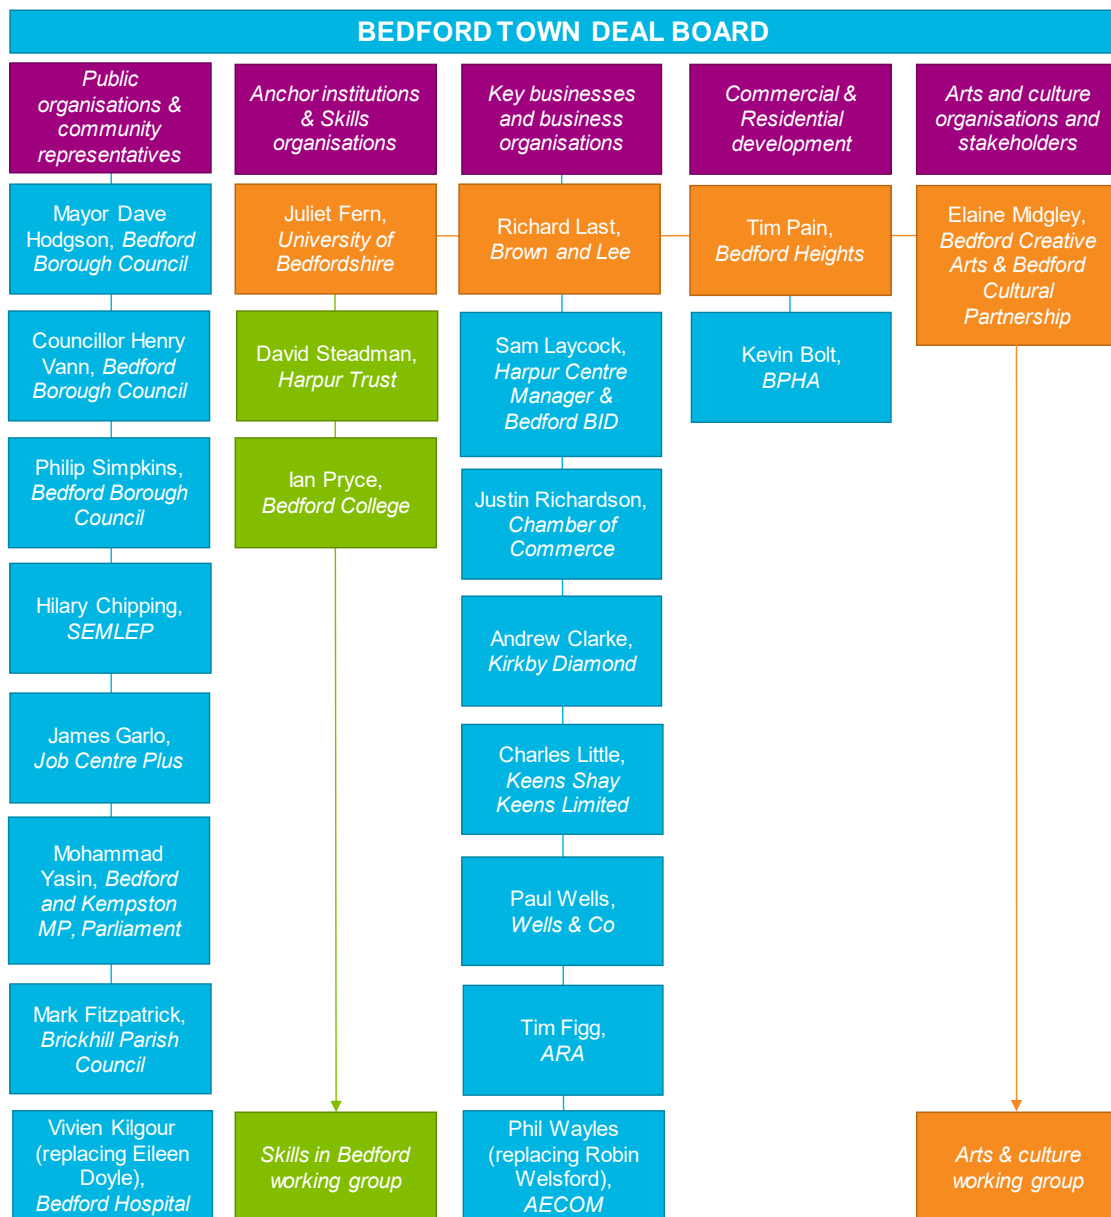 BEDFORD TOWN DEAL BOARD
Public
organisations &
community
representatives
Mayor Dave
Hodgson, Bedford
Borough Council
Councillor Henry
Vann, Bedford
Borough Council
Philip Simpkins,
Bedford Borough
Council
Hilary Chipping,
SEMLEP
James Garlo,
Job Centre Plus
Mohammad
Yasin, Bedford
and Kempston
MP, Parliament
Mark Fitzpatrick,
Brickhill Parish
Council
Vivien Kilgour
(replacing Eileen
Doyle),
Bedford Hospital
Anchor institutions
& Skills
organisations
Juliet Fern,
University of
Bedfordshire
David Steadman,
Harpur Trust
Ian Pryce,
Bedford College
Skills in Bedford
working group
Key businesses
and business
organisations
Richard Last,
Brown and Lee
Sam Laycock,
Harpur Centre
Manager &
Bedford BID
Justin Richardson,
Chamber of
Commerce
Andrew Clarke,
Kirkby Diamond
Charles Little,
Keens Shay
Keens Limited
Paul Wells,
Wells & Co
Tim Figg,
ARA
Phil Wayles
(replacing Robin
Welsford),
AECOM
Commercial &
Residential
development
Tim Pain,
Bedford Heights
Kevin Bolt,
BPHA
Arts and culture
organisations and
stakeholders
Elaine Midgley,
Bedford Creative
Arts & Bedford
Cultural
Partnership
Arts & culture
working group